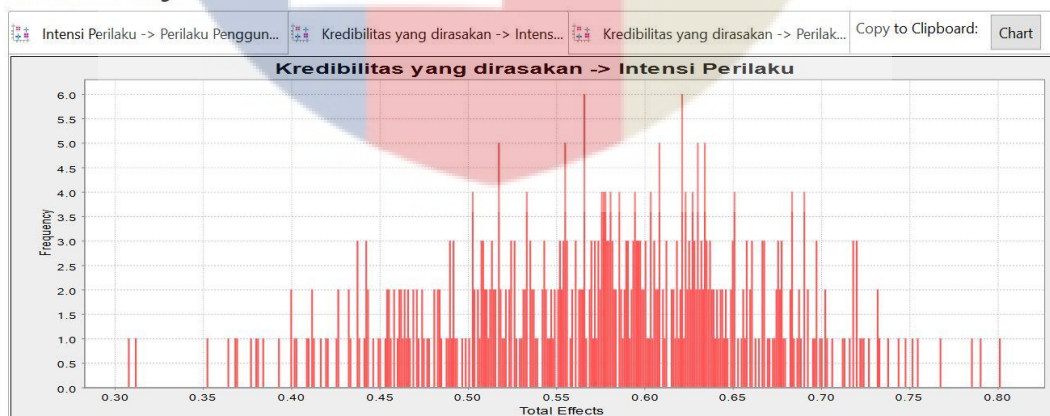 Intensi Perilaku -> Perilaku Penggun...
Kredibilitas yang dirasakan -> Intens...
Kredibilitas yang dirasakan -> Perilak...
Copy to Clipboard:
Chart
Kredibilitas yang dirasakan -> Intensi Perilaku
Frequency
6.0
5.5
5.0
4.5
4.0
3.5
3.0
2.5
2.0
1.5
1.0
0.5
0.0
0.30 0.35 0.40 0.45 0.50 0.55 0.60 0.65 0.70 0.75 0.80
Total Effects